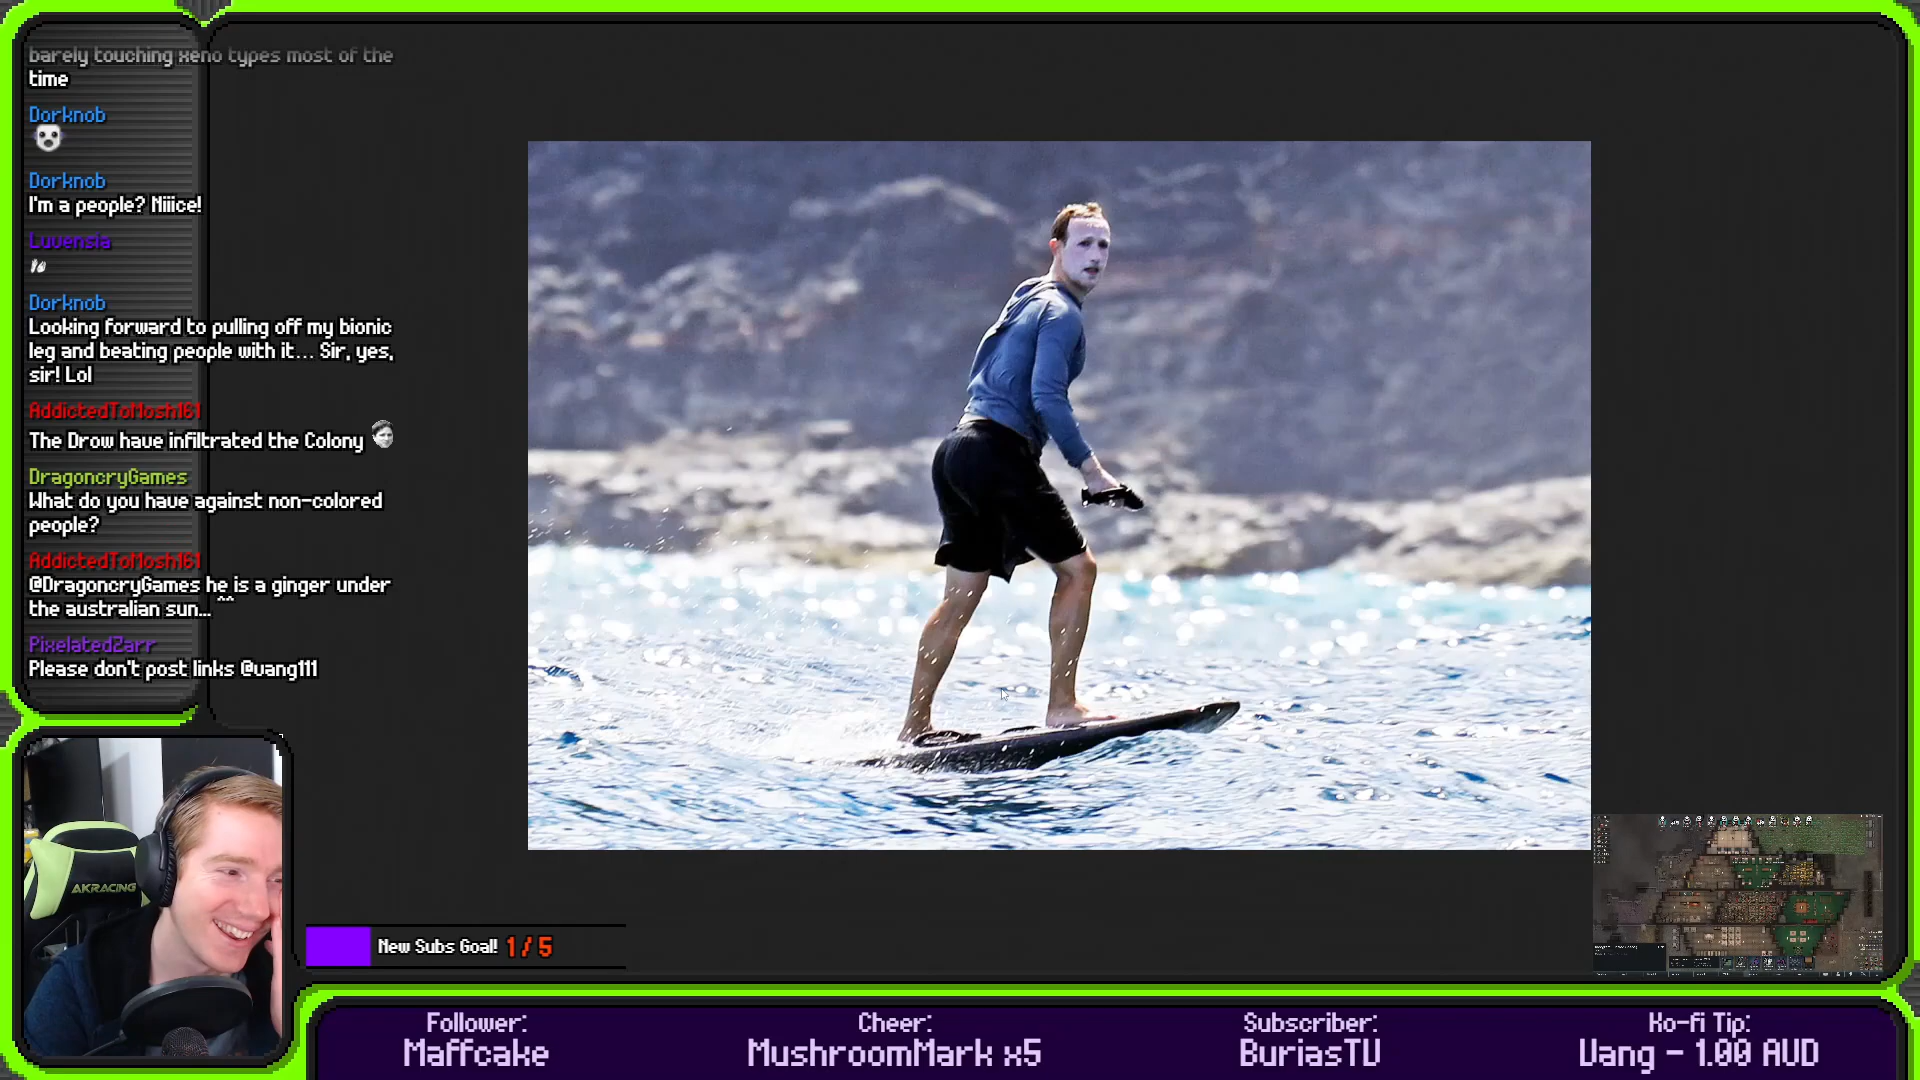 barely touching xeno types most of the
time
Dorknob
Dorknob
I'm a people? Niiice!
Luvensia
Dorknob
Looking forward to pulling off my bionic
leg and beating people with it... Sir, yes,
sir! Lol
AddictedToMosh161
The Drow have infiltrated the Colony
DragoncryGames
What do you have against non-colored
people?
AddictedToMosh161
@DragoncryGames he is a ginger under
the australian sun... ^^
PixelatedZarr
Please don't post links @vang111
AKRACING
New Subs Goal! 1 / 5
Follower:
Maffcake
Cheer:
MushroomMark x5
Subscriber:
BuriasTV
Ko-fi Tip:
Vang - 1.00 AUD